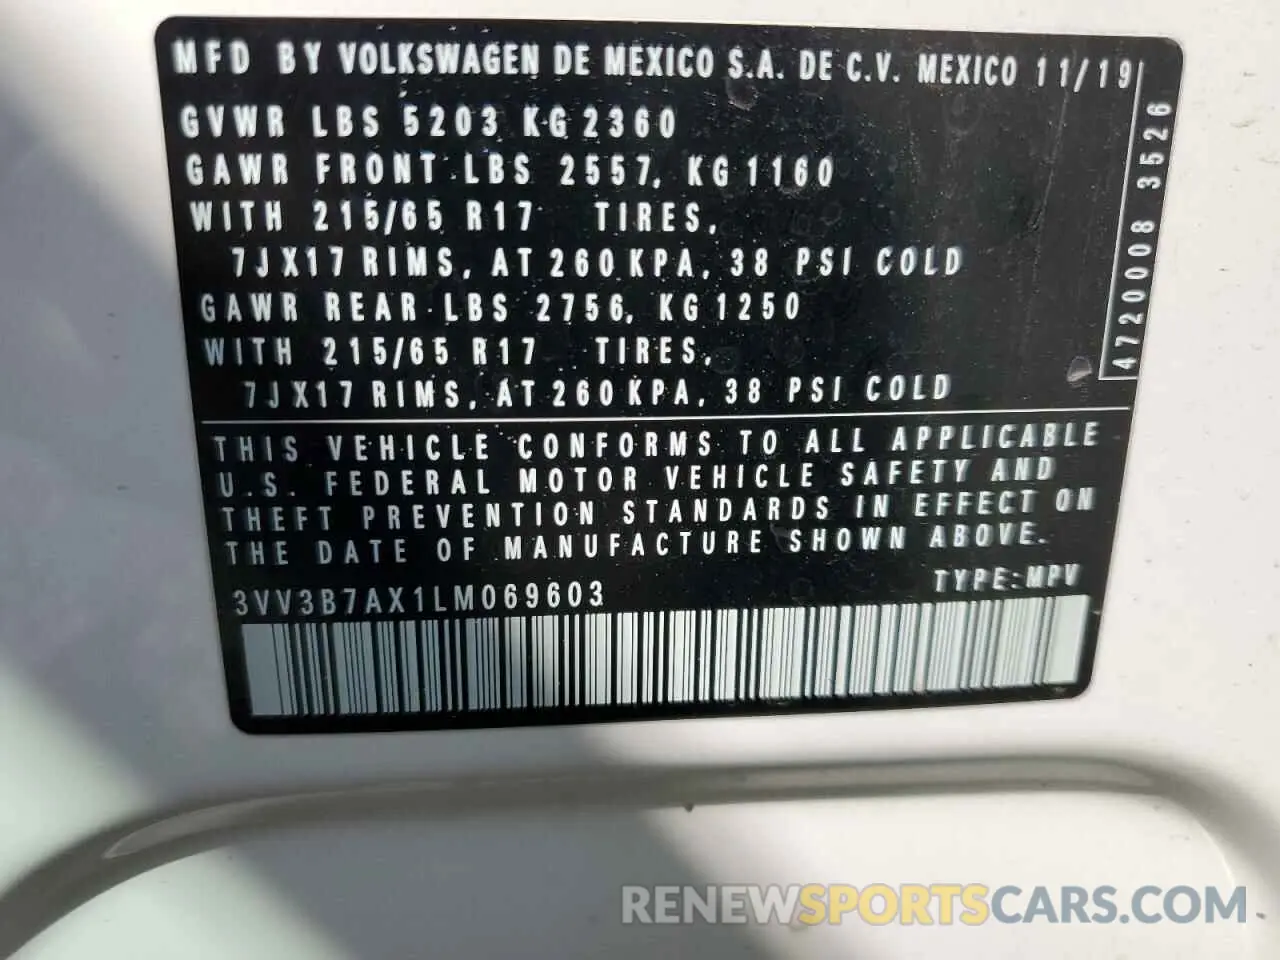 MFD BY VOLKSWAGEN DE MEXICO S.A. DE C.V. MEXICO 11/19
GVWR LBS 5203 KG 2360
GAWR FRONT LBS 2557, KG 1160
WITH 215/65 R17 TIRES,
7JX17 RIMS, AT 260 KPA, 38 PSI COLD
GAWR REAR LBS 2756, KG 1250
WITH 215/65 R17 TIRES,
7JX17 RIMS, AT 260 KPA, 38 PSI COLD
4720008 3526
THIS VEHICLE CONFORMS TO ALL APPLICABLE
U.S. FEDERAL MOTOR VEHICLE SAFETY AND
THEFT PREVENTION STANDARDS IN EFFECT ON
THE DATE OF MANUFACTURE SHOWN ABOVE.
3VV3B7AX1LM069603 TYPE:MPV
RENEWSPORTSCARS.COM